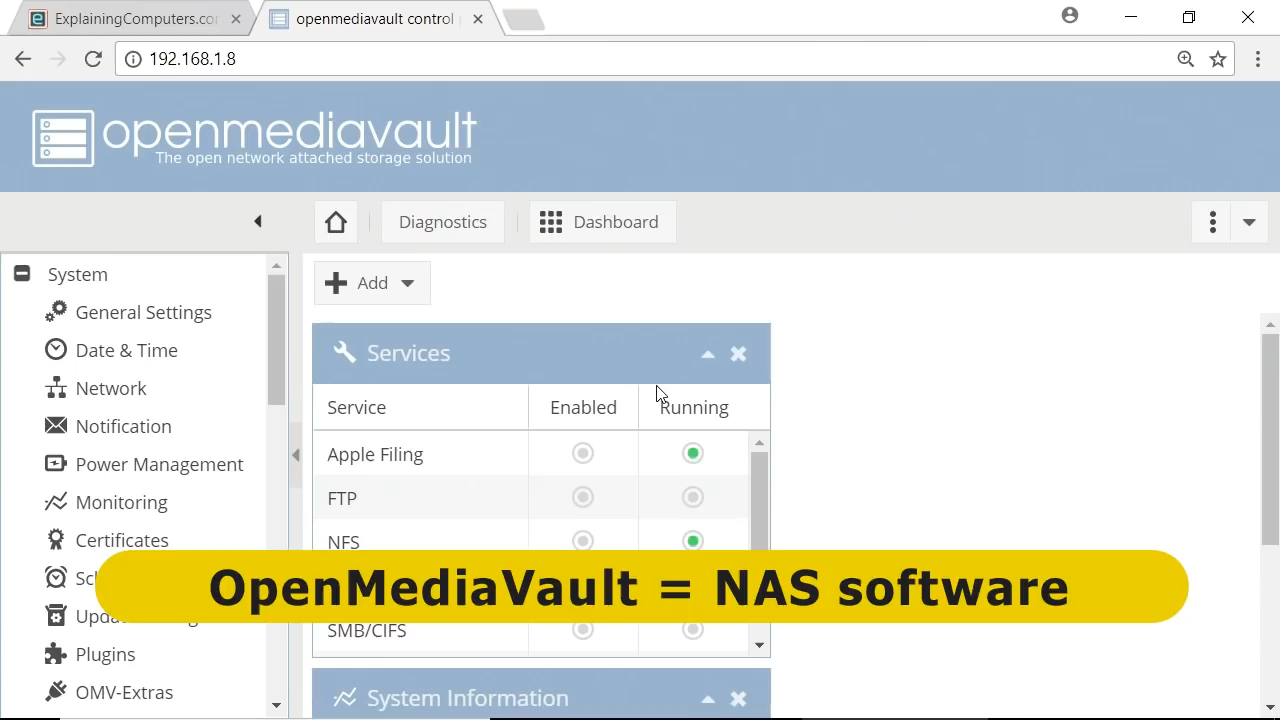 ExplainingComputers.cor
openmediavault control
192.168.1.8
openmediavault
The open network attached storage solution
Diagnostics
Dashboard
System
General Settings
Date & Time
Network
Notification
Power Management
Monitoring
Certificates
Plugins
OMV-Extras
Add
Services
Service Enabled Running
Apple Filing
FTP
NFS
SMB/CIFS
OpenMediaVault = NAS software
System Information